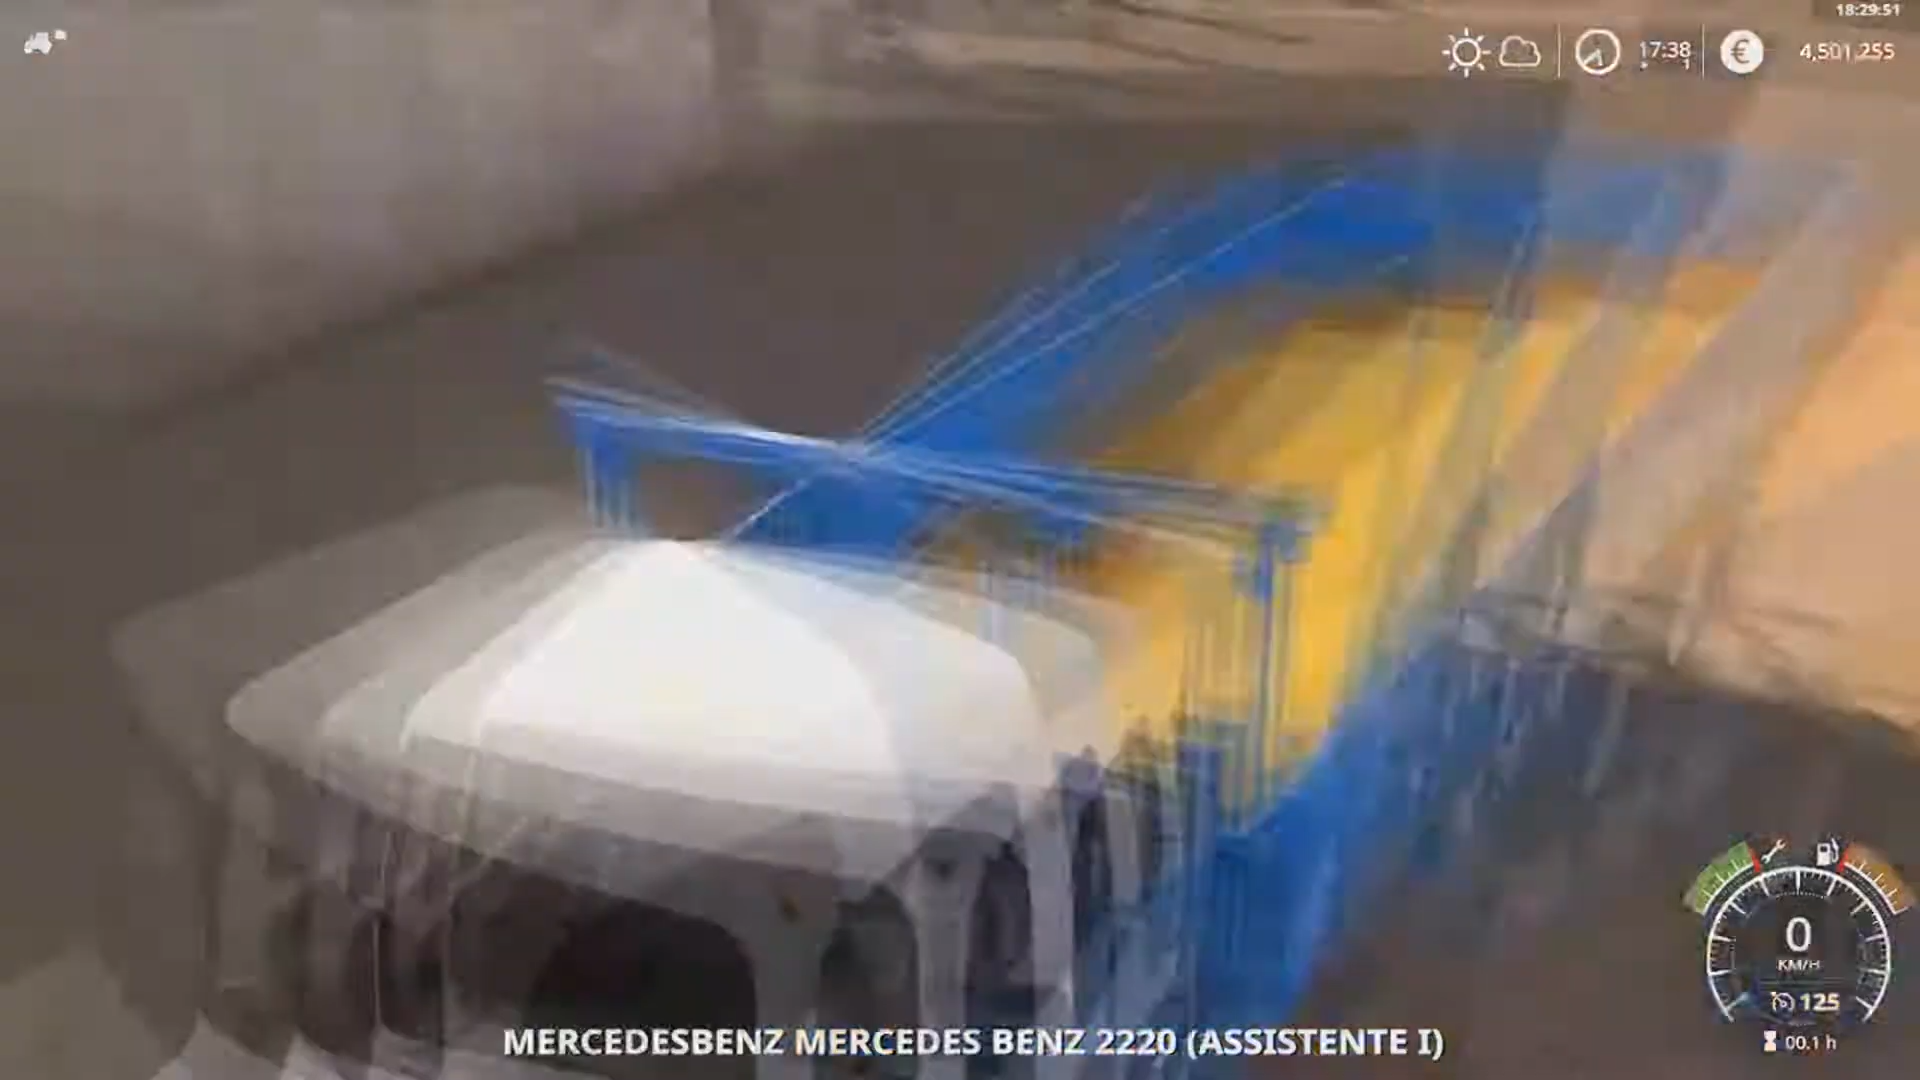 18:29:51
17:38
4,501,255
0
KM/H
125
00.1 h
MERCEDESBENZ MERCEDES BENZ 2220 (ASSISTENTE I)